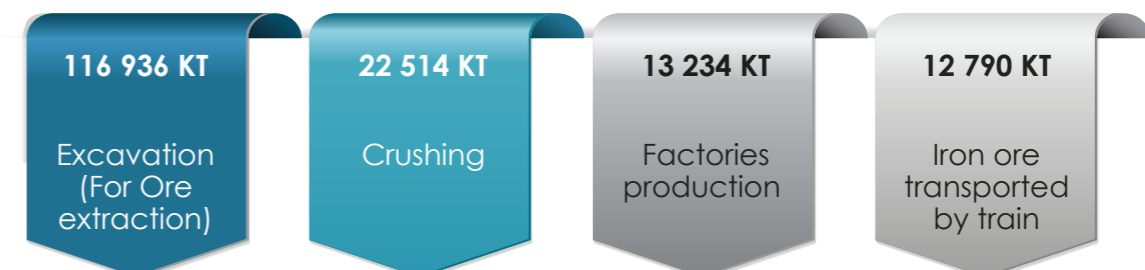 116 936 KT
Excavation
(For Ore
extraction)
22 514 KT
Crushing
13 234 KT
Factories
production
12 790 KT
Iron ore
transported
by train